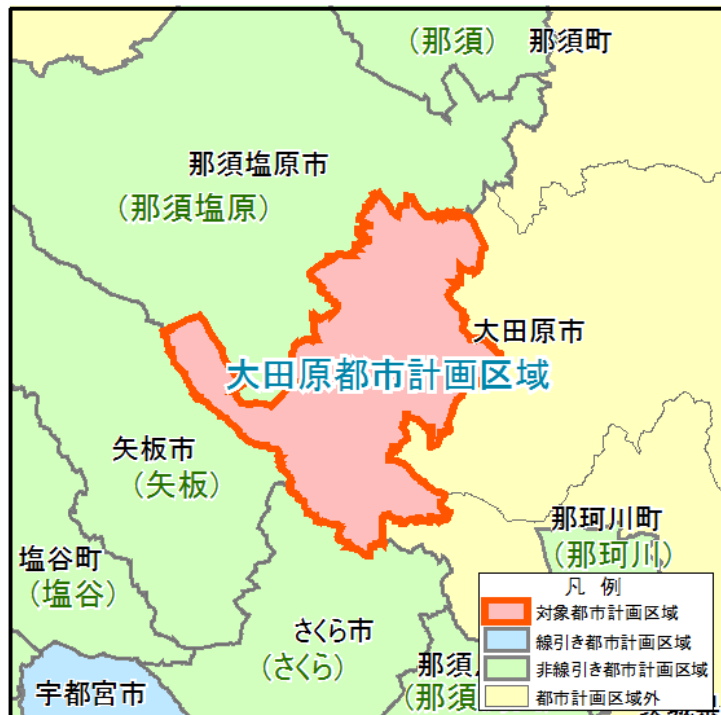 (那須)
那須町
那須塩原市
(那須塩原)
大田原市
大田原都市計画区域
矢板市
(矢板)
那珂川町
(那珂川)
塩谷町
(塩谷)
さくら市
(さくら)
那須
(那須
宇都宮市
凡 例
対象都市計画区域
線引き都市計画区域
非線引き都市計画区域
都市計画区域外